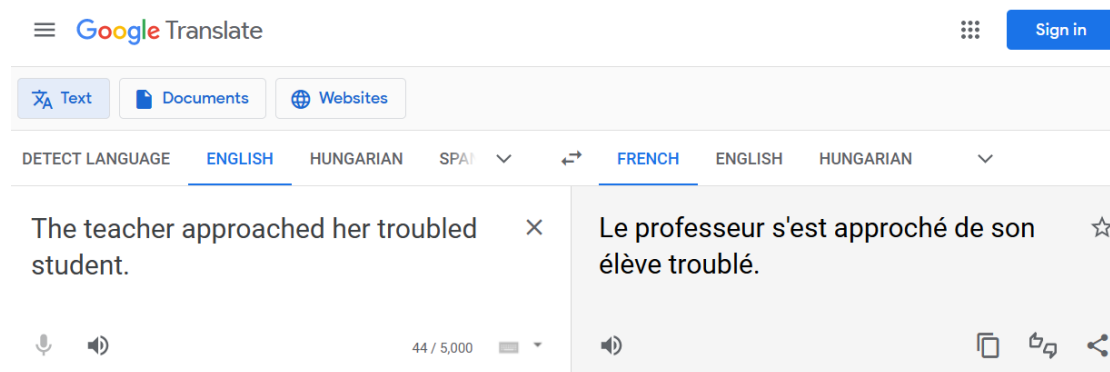 Google Translate
Sign in
Text
Documents
Websites
DETECT LANGUAGE
ENGLISH
HUNGARIAN
SPA
FRENCH
ENGLISH
HUNGARIAN
The teacher approached her troubled
student.
Le professeur s'est approché de son
élève troublé.
44 / 5,000